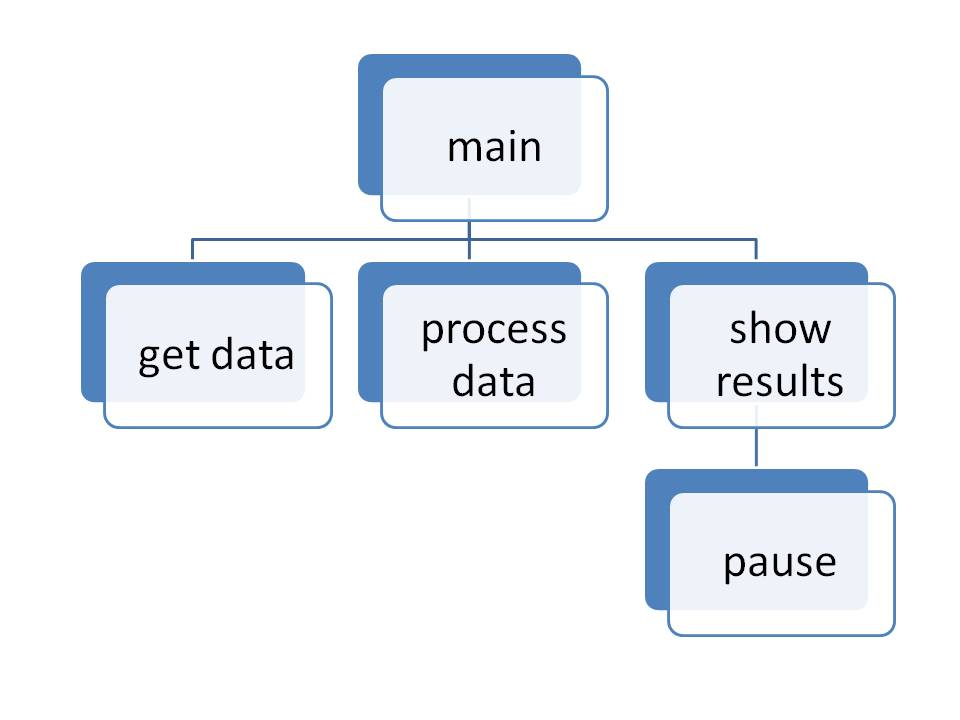 main
get data
process
data
show
results
pause